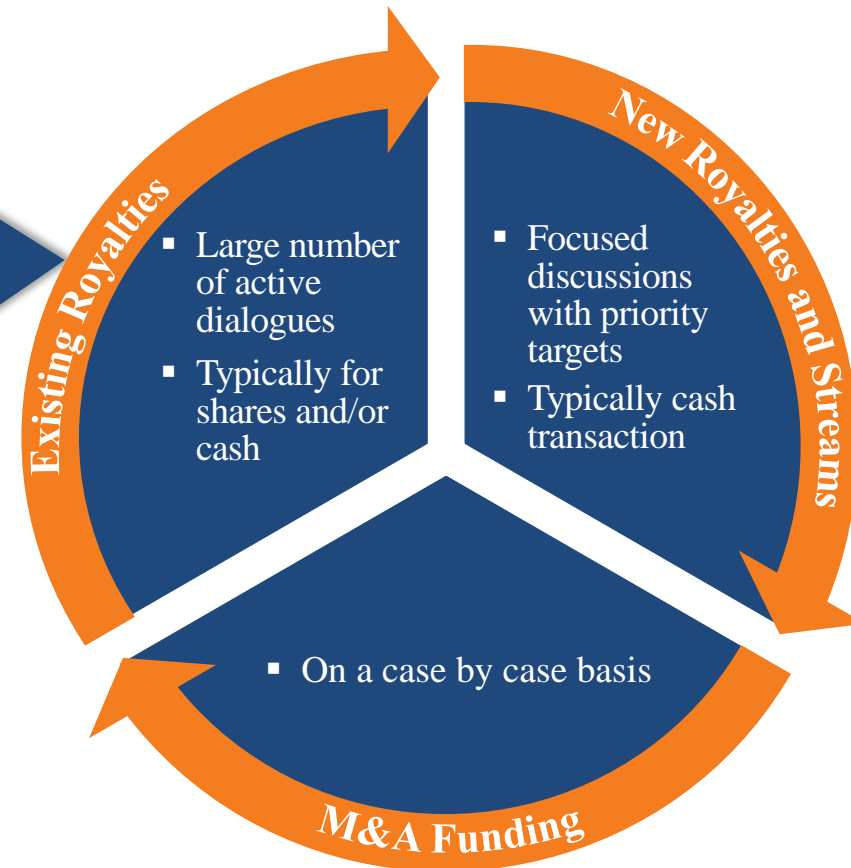 Existing Royalties
▪ Large number
of active
dialogues
▪ Typically for
shares and/or
cash
New Royalties and Streams
▪ Focused
discussions
with priority
targets
▪ Typically cash
transaction
▪ On a case by case basis
M&A Funding